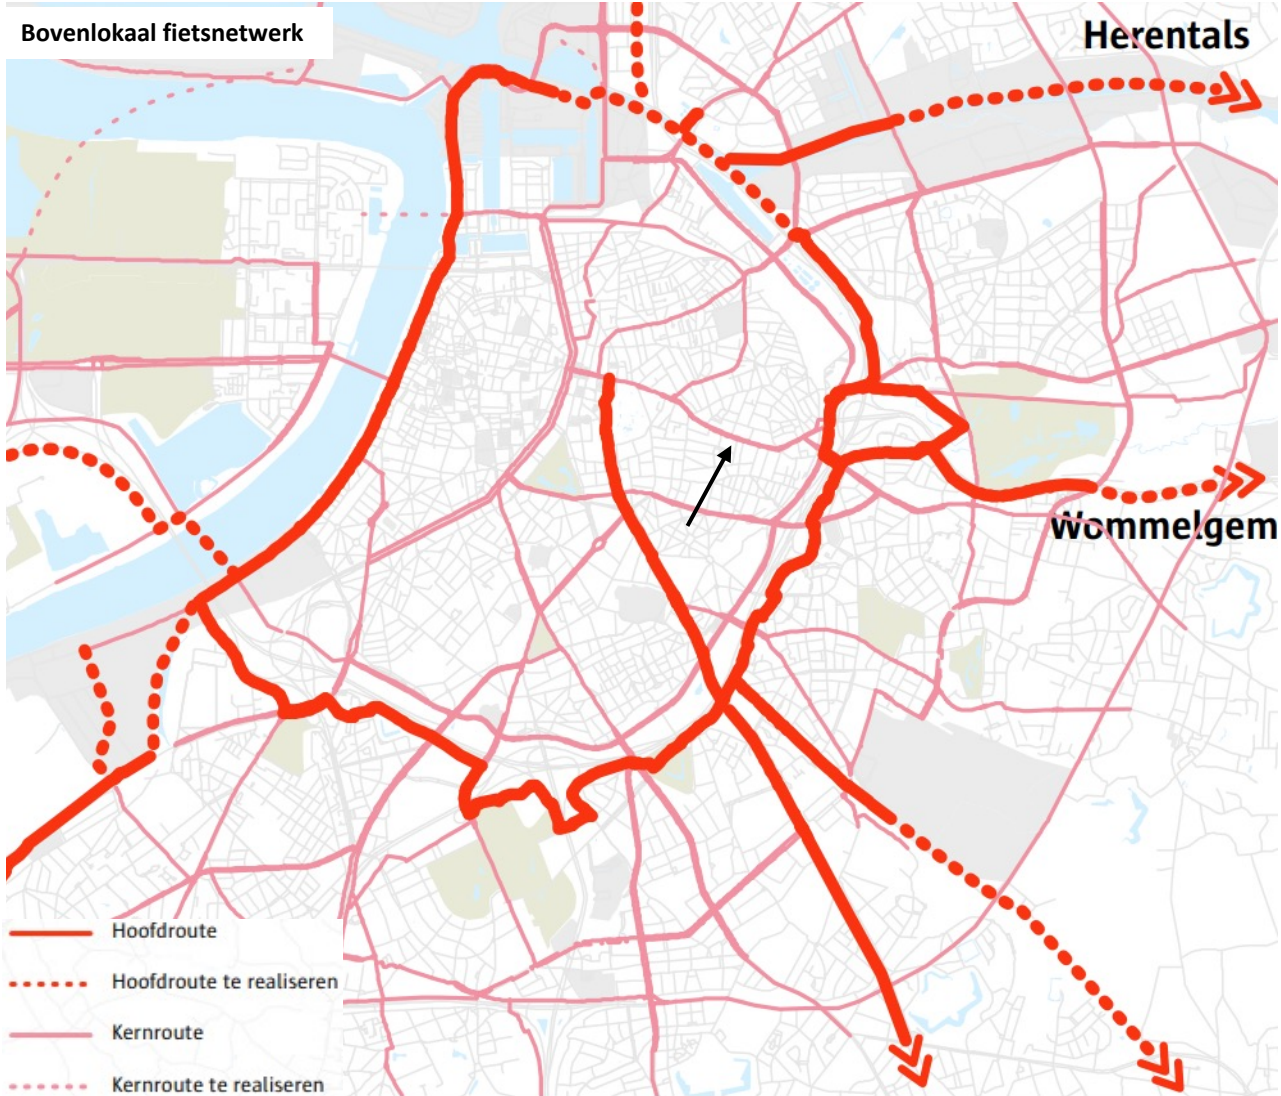 Bovenlokaal fietsnetwerk
Herentals
Wommelgem
Hoofdroute
Hoofdroute te realiseren
Kernroute
Kernroute te realiseren